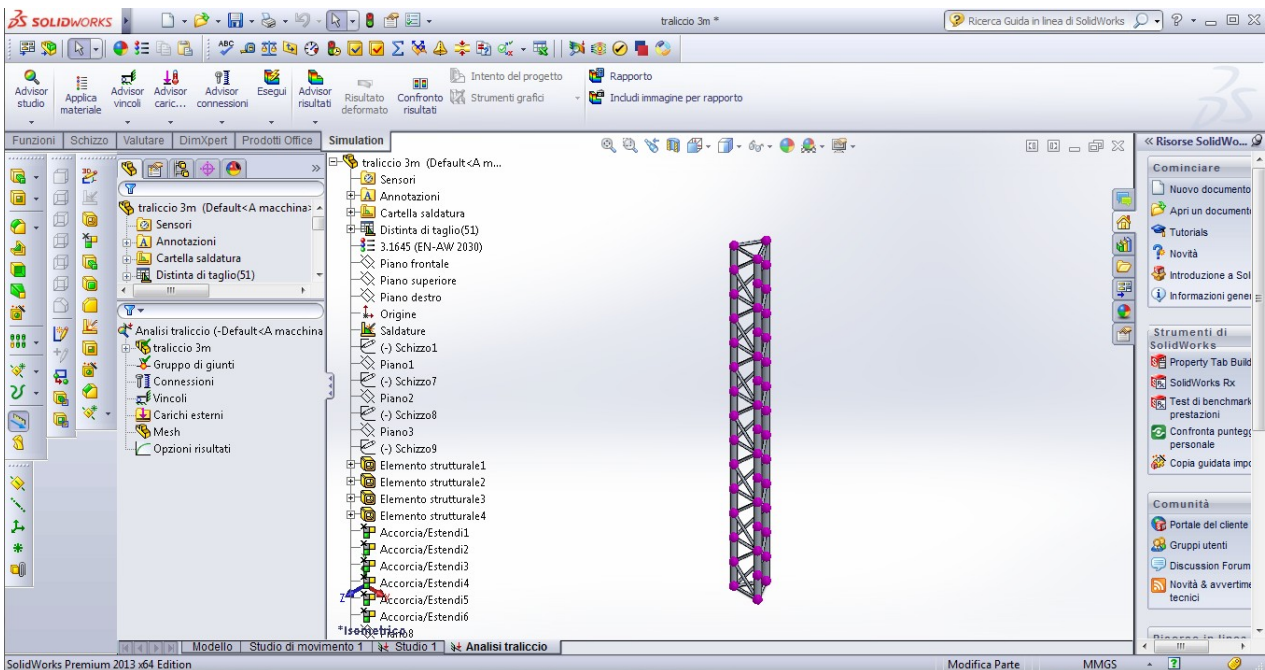 SOLIDWORKS
traliccio 3m *
Ricerca Guida in linea di SolidWorks
Advisor studio
Applica materiale
Advisor vincoli
Advisor caric...
Advisor connessioni
Esegui
Advisor risultati
Risultato deformato
Confronto risultati
Intento del progetto
Strumenti grafici
Rapporto
Includi immagine per rapporto
Funzioni
Schizzo
Valutare
DimXpert
Prodotti Office
Simulation
traliccio 3m (Default<A macchina>
Sensori
Annotazioni
Cartella saldatura
Distinta di taglio(51)
Analisi traliccio (-Default<A macchina
traliccio 3m
Gruppo di giunti
Connessioni
Vincoli
Carichi esterni
Mesh
Opzioni risultati
traliccio 3m (Default<A m...
Sensori
Annotazioni
Cartella saldatura
Distinta di taglio(51)
3.1645 (EN-AW 2030)
Piano frontale
Piano superiore
Piano destro
Origine
Saldature
(-) Schizzo1
Piano1
(-) Schizzo7
Piano2
(-) Schizzo8
Piano3
(-) Schizzo9
Elemento strutturale1
Elemento strutturale2
Elemento strutturale3
Elemento strutturale4
Accorcia/Estendi1
Accorcia/Estendi2
Accorcia/Estendi3
Accorcia/Estendi4
Accorcia/Estendi5
Accorcia/Estendi6
Z
*Isometrico
Risorse SolidWo...
Cominciare
Nuovo documento
Apri un documento
Tutorials
Novità
Introduzione a Sol
Informazioni gener
Strumenti di
SolidWorks
Property Tab Build
SolidWorks Rx
Test di benchmark
prestazioni
Confronta puntegg
personale
Copia guidata impo
Comunità
Portale del cliente
Gruppi utenti
Discussion Forum
Novità & avvertime
tecnici
Modello
Studio di movimento 1
Studio 1
Analisi traliccio
SolidWorks Premium 2013 x64 Edition
Modifica Parte
MMGS